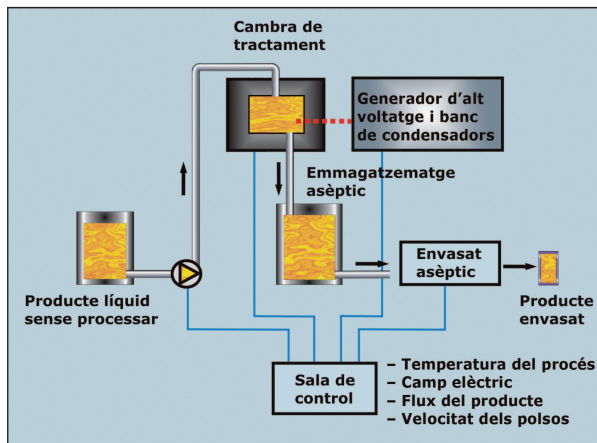 Cambra de
tractament
Generador d'alt
voltatge i banc
de condensadors
Emmagatzematge
asèptic
Producte líquid
sense processar
Envasat
asèptic
Producte
envasat
Sala de
control
– Temperatura del procés
– Camp elèctric
– Flux del producte
– Velocitat dels polsos